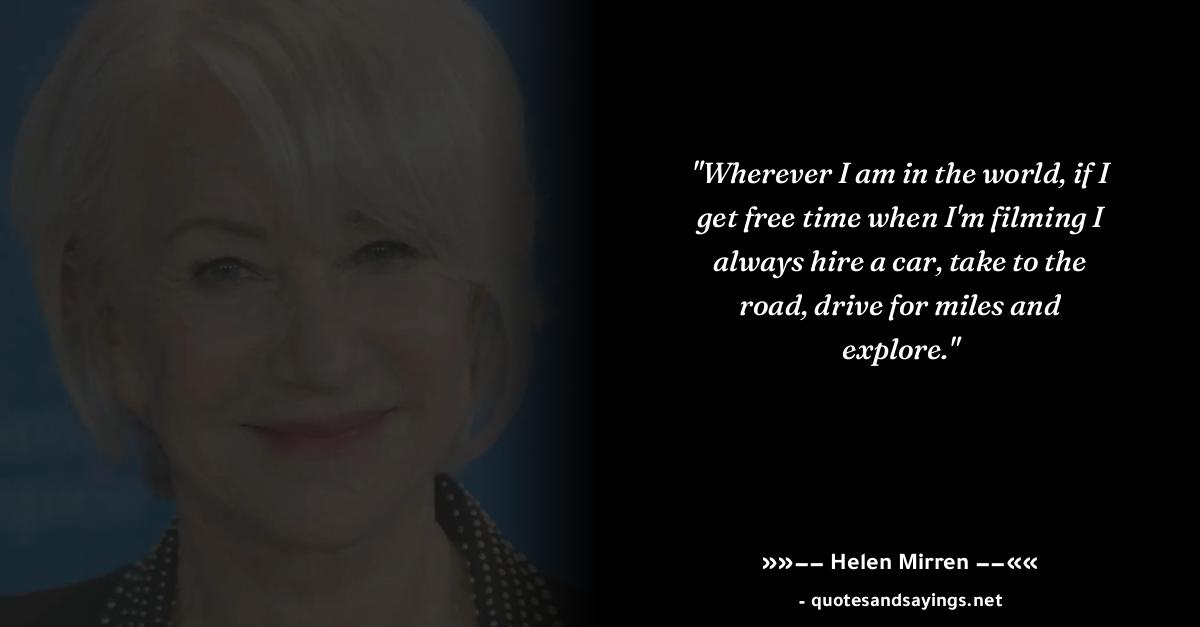 "Wherever I am in the world, if I
get free time when I'm filming I
always hire a car, take to the
road, drive for miles and
explore."
»»–– Helen Mirren ––««
- quotesandsayings.net